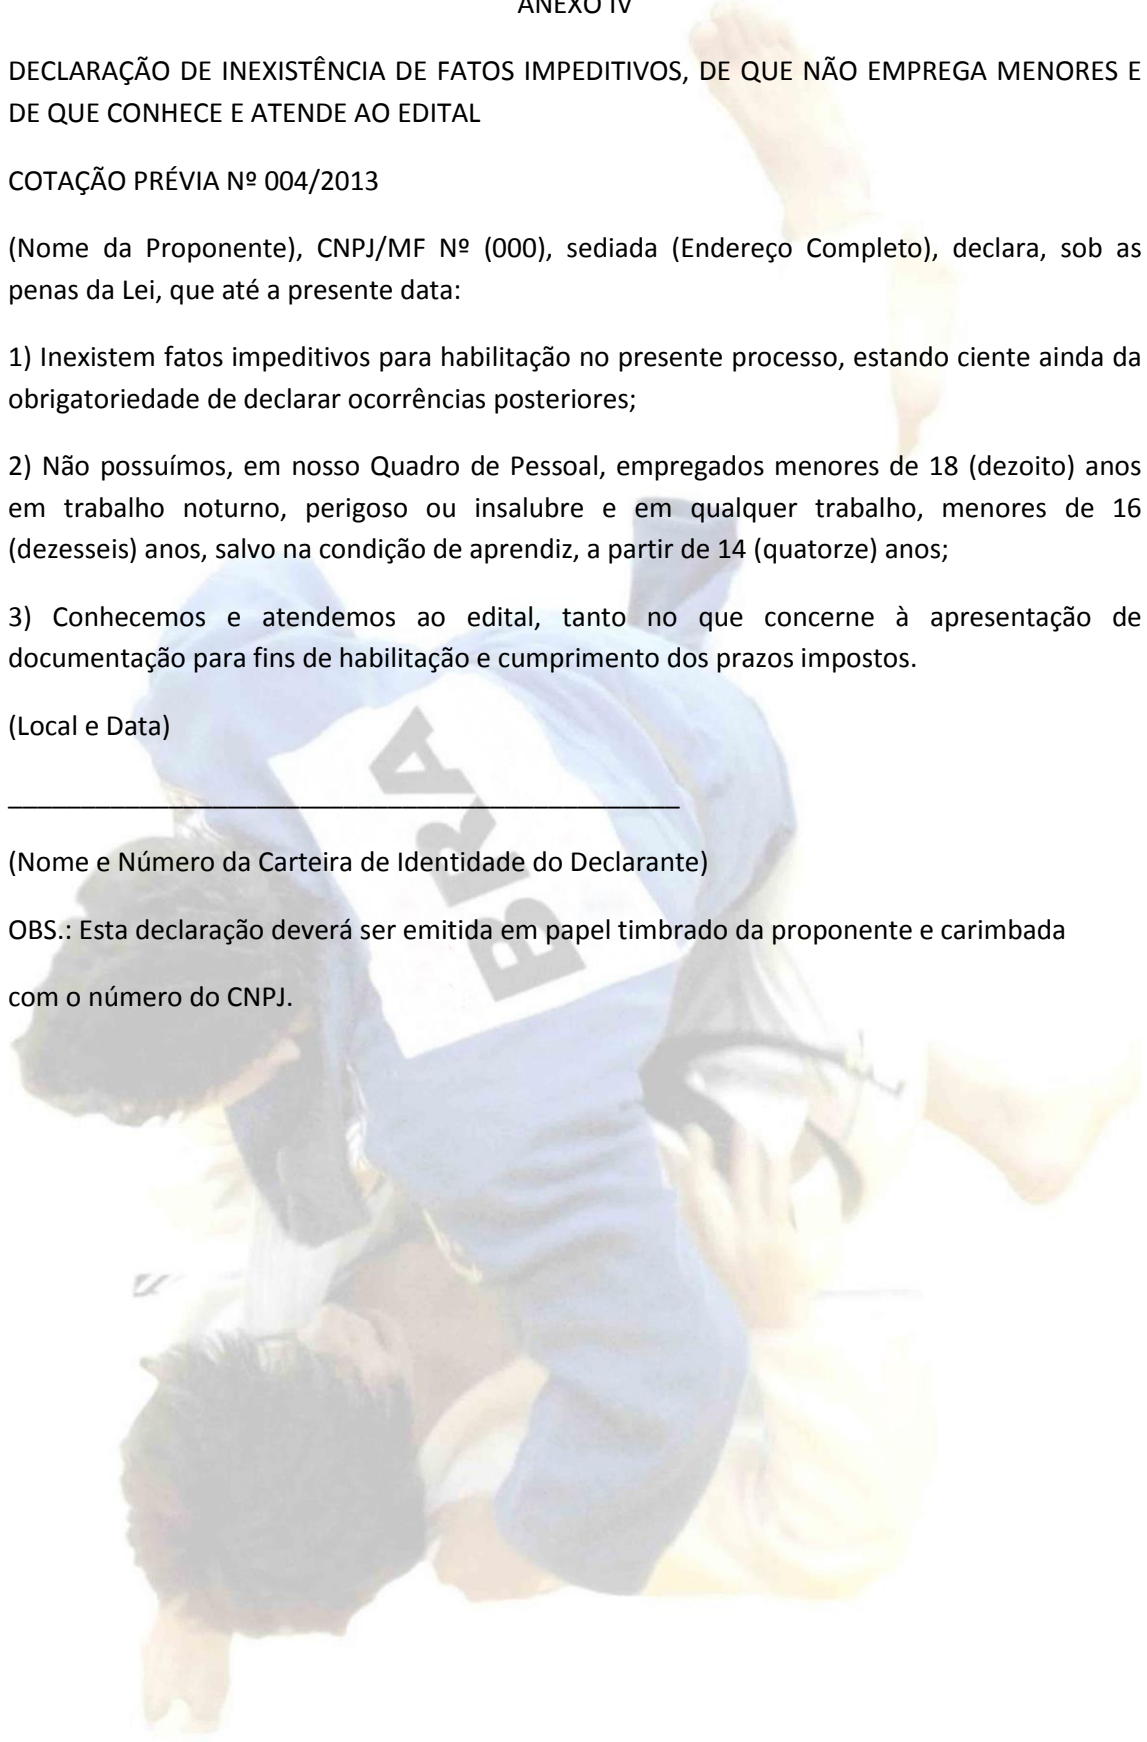 ANEXO IV
DECLARAÇÃO DE INEXISTÊNCIA DE FATOS IMPEDITIVOS, DE QUE NÃO EMPREGA MENORES E
DE QUE CONHECE E ATENDE AO EDITAL
COTAÇÃO PRÉVIA Nº 004/2013
(Nome da Proponente), CNPJ/MF Nº (000), sediada (Endereço Completo), declara, sob as
penas da Lei, que até a presente data:
1) Inexistem fatos impeditivos para habilitação no presente processo, estando ciente ainda da
obrigatoriedade de declarar ocorrências posteriores;
2) Não possuímos, em nosso Quadro de Pessoal, empregados menores de 18 (dezoito) anos
em trabalho noturno, perigoso ou insalubre e em qualquer trabalho, menores de 16
(dezesseis) anos, salvo na condição de aprendiz, a partir de 14 (quatorze) anos;
3) Conhecemos e atendemos ao edital, tanto no que concerne à apresentação de
documentação para fins de habilitação e cumprimento dos prazos impostos.
(Local e Data)
________________________________________________
(Nome e Número da Carteira de Identidade do Declarante)
OBS.: Esta declaração deverá ser emitida em papel timbrado da proponente e carimbada
com o número do CNPJ.
BRA